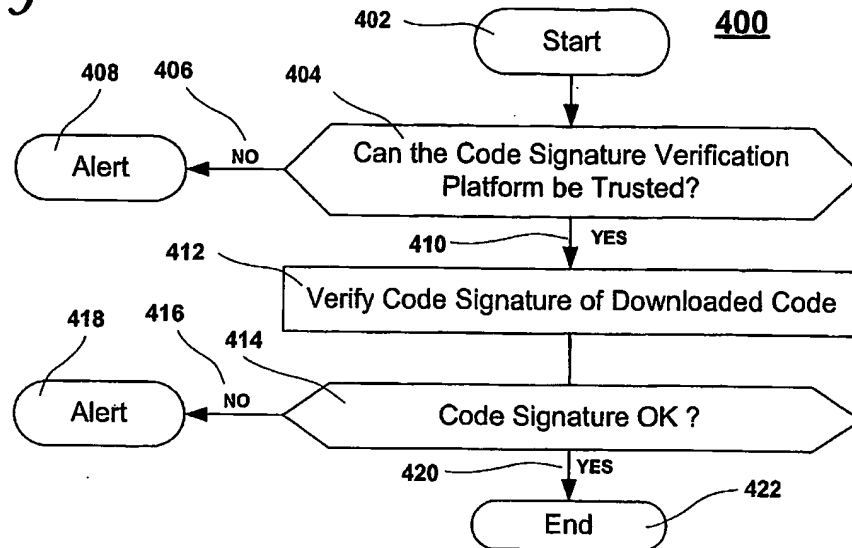 402
Start
400
408
406
404
Alert
NO
Can the Code Signature Verification
Platform be Trusted?
410
YES
412
Verify Code Signature of Downloaded Code
418
416
414
Alert
NO
Code Signature OK ?
420
YES
422
End